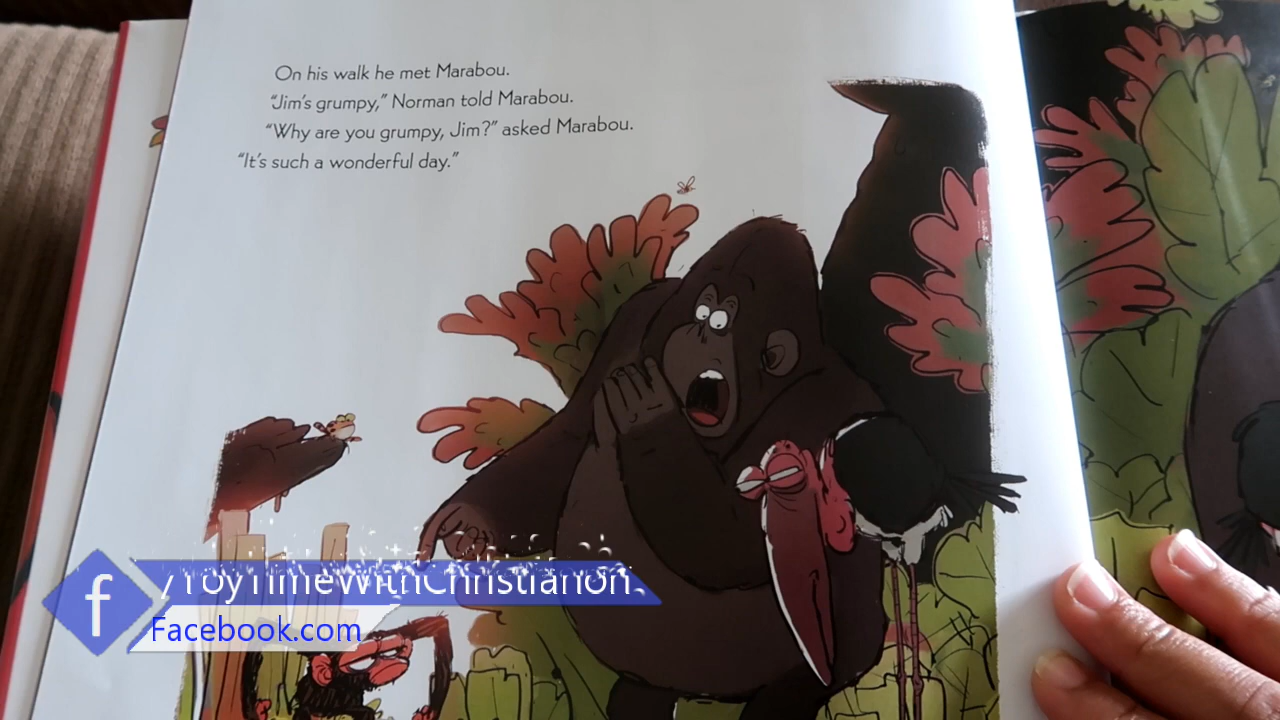 On his walk he met Marabou.
"Jim's grumpy," Norman told Marabou.
"Why are you grumpy, Jim?" asked Marabou.
"It's such a wonderful day."
f
/ToyTimeWithChristianon
Facebook.com